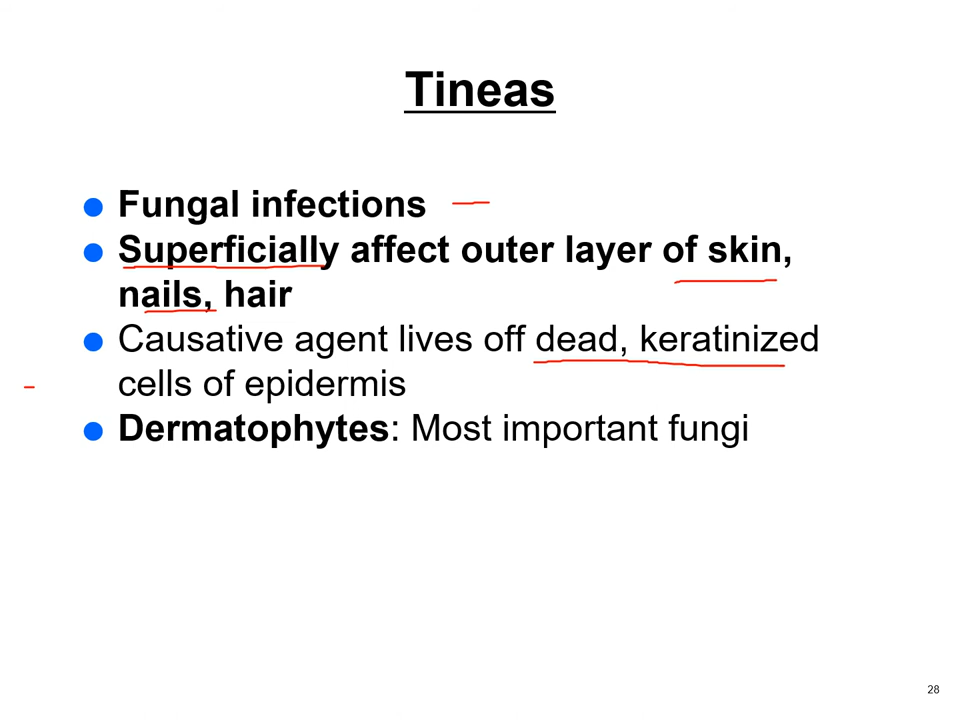 Tineas
● Fungal infections
● Superficially affect outer layer of skin,
nails, hair
● Causative agent lives off dead, keratinized
cells of epidermis
● Dermatophytes: Most important fungi
28